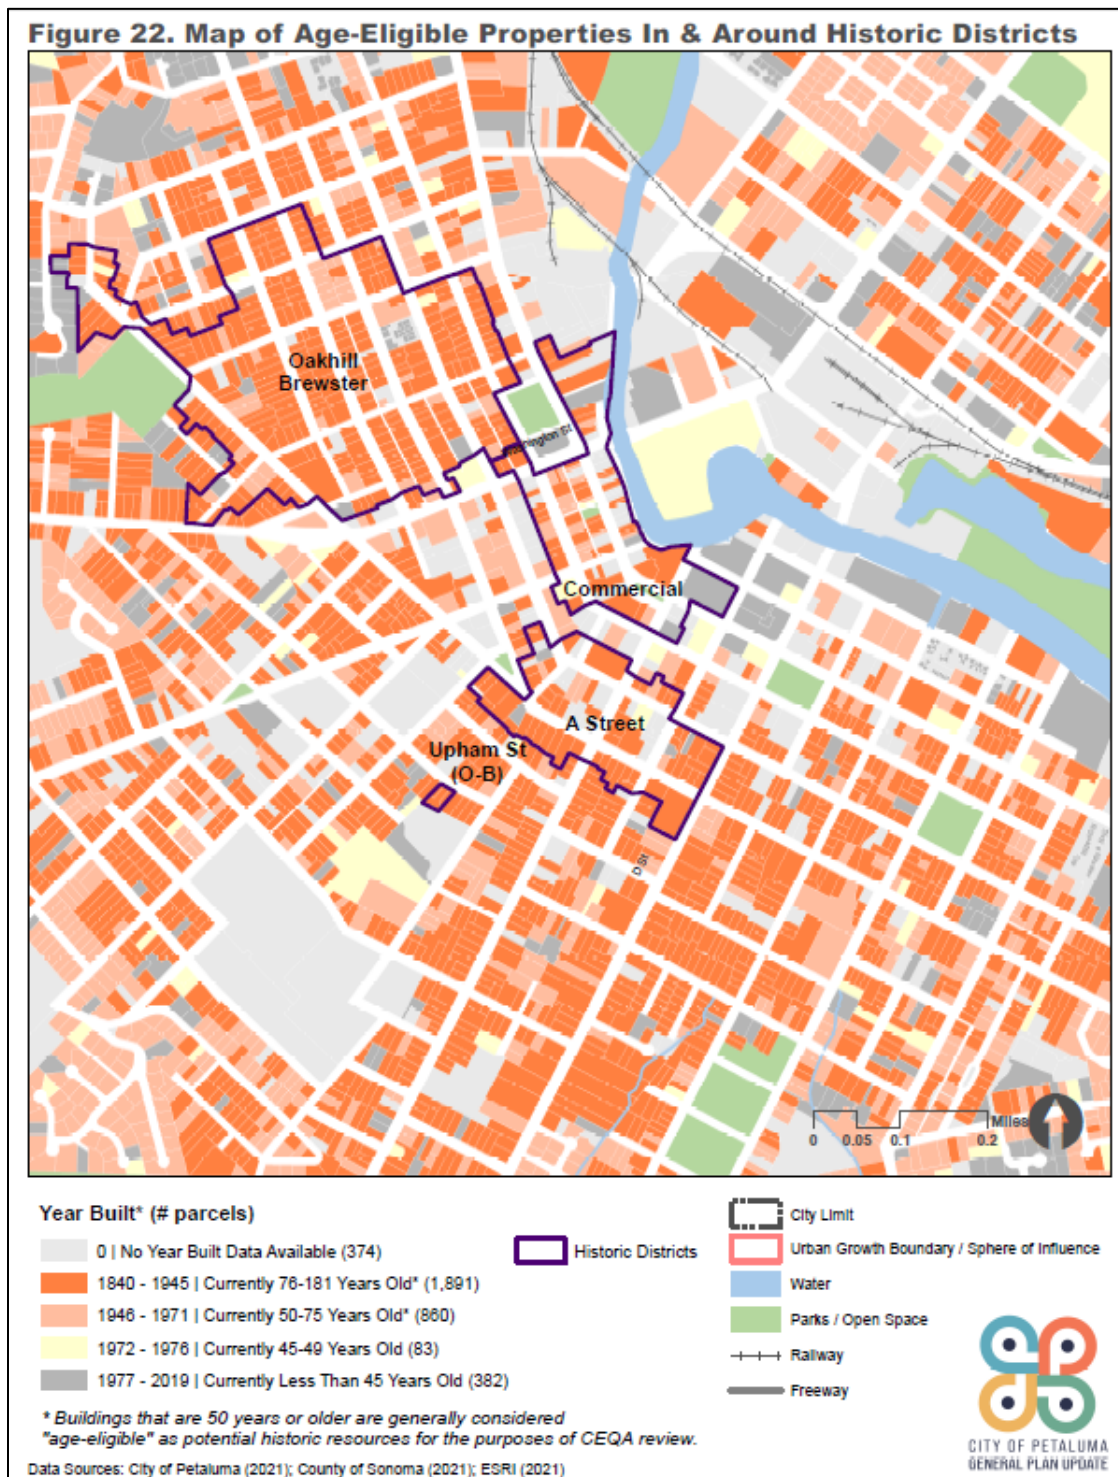 Figure 22. Map of Age-Eligible Properties In & Around Historic Districts
Oakhill
Brewster
Washington St
Commercial
A Street
Upham St
(O-B)
D St
Miles
0 0.05 0.1 0.2
Year Built* (# parcels)
0 | No Year Built Data Available (374)
1840 - 1945 | Currently 76-181 Years Old* (1,891)
1946 - 1971 | Currently 50-75 Years Old* (860)
1972 - 1976 | Currently 45-49 Years Old (83)
1977 - 2019 | Currently Less Than 45 Years Old (382)
Historic Districts
City Limit
Urban Growth Boundary / Sphere of Influence
Water
Parks / Open Space
Railway
Freeway
* Buildings that are 50 years or older are generally considered
"age-eligible" as potential historic resources for the purposes of CEQA review.
Data Sources: City of Petaluma (2021); County of Sonoma (2021); ESRI (2021)
CITY OF PETALUMA
GENERAL PLAN UPDATE